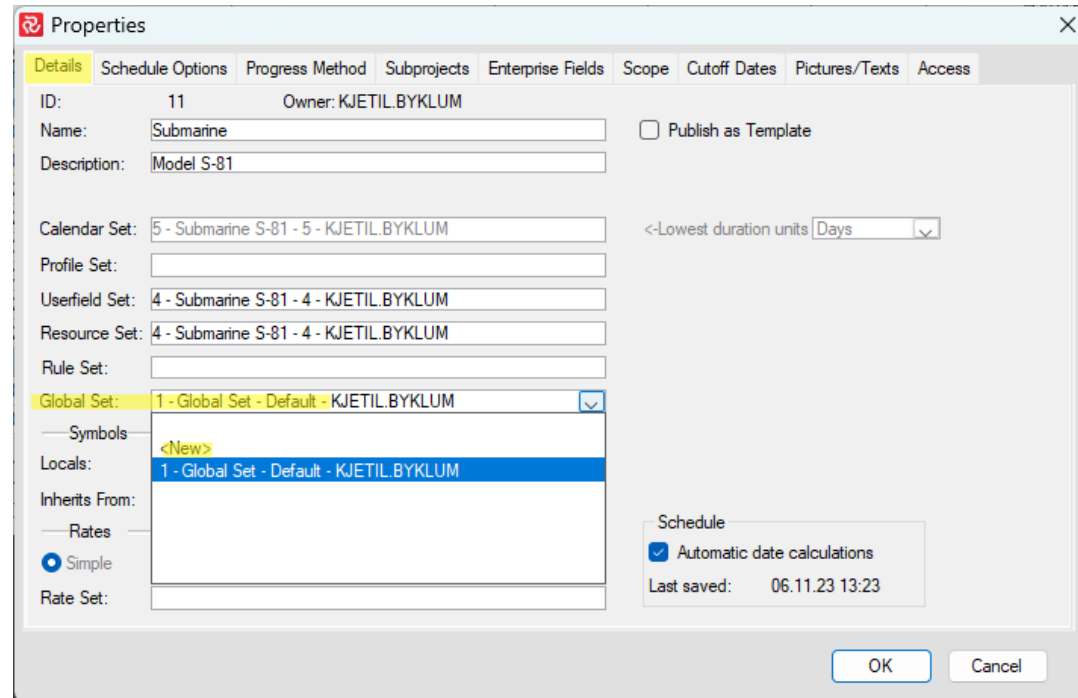 Properties
Details Schedule Options Progress Method Subprojects Enterprise Fields Scope Cutoff Dates Pictures/Texts Access
ID: 11 Owner: KJETIL.BYKLUM
Name: Submarine Publish as Template
Description: Model S-81
Calendar Set: 5 - Submarine S-81 - 5 - KJETIL.BYKLUM <-Lowest duration units Days
Profile Set:
Userfield Set: 4 - Submarine S-81 - 4 - KJETIL.BYKLUM
Resource Set: 4 - Submarine S-81 - 4 - KJETIL.BYKLUM
Rule Set:
Global Set: 1 - Global Set - Default - KJETIL.BYKLUM
Symbols
<New>
Locals: 1 - Global Set - Default - KJETIL.BYKLUM
Inherits From:
Rates Schedule
Simple Automatic date calculations
Last saved: 06.11.23 13:23
Rate Set:
OK Cancel